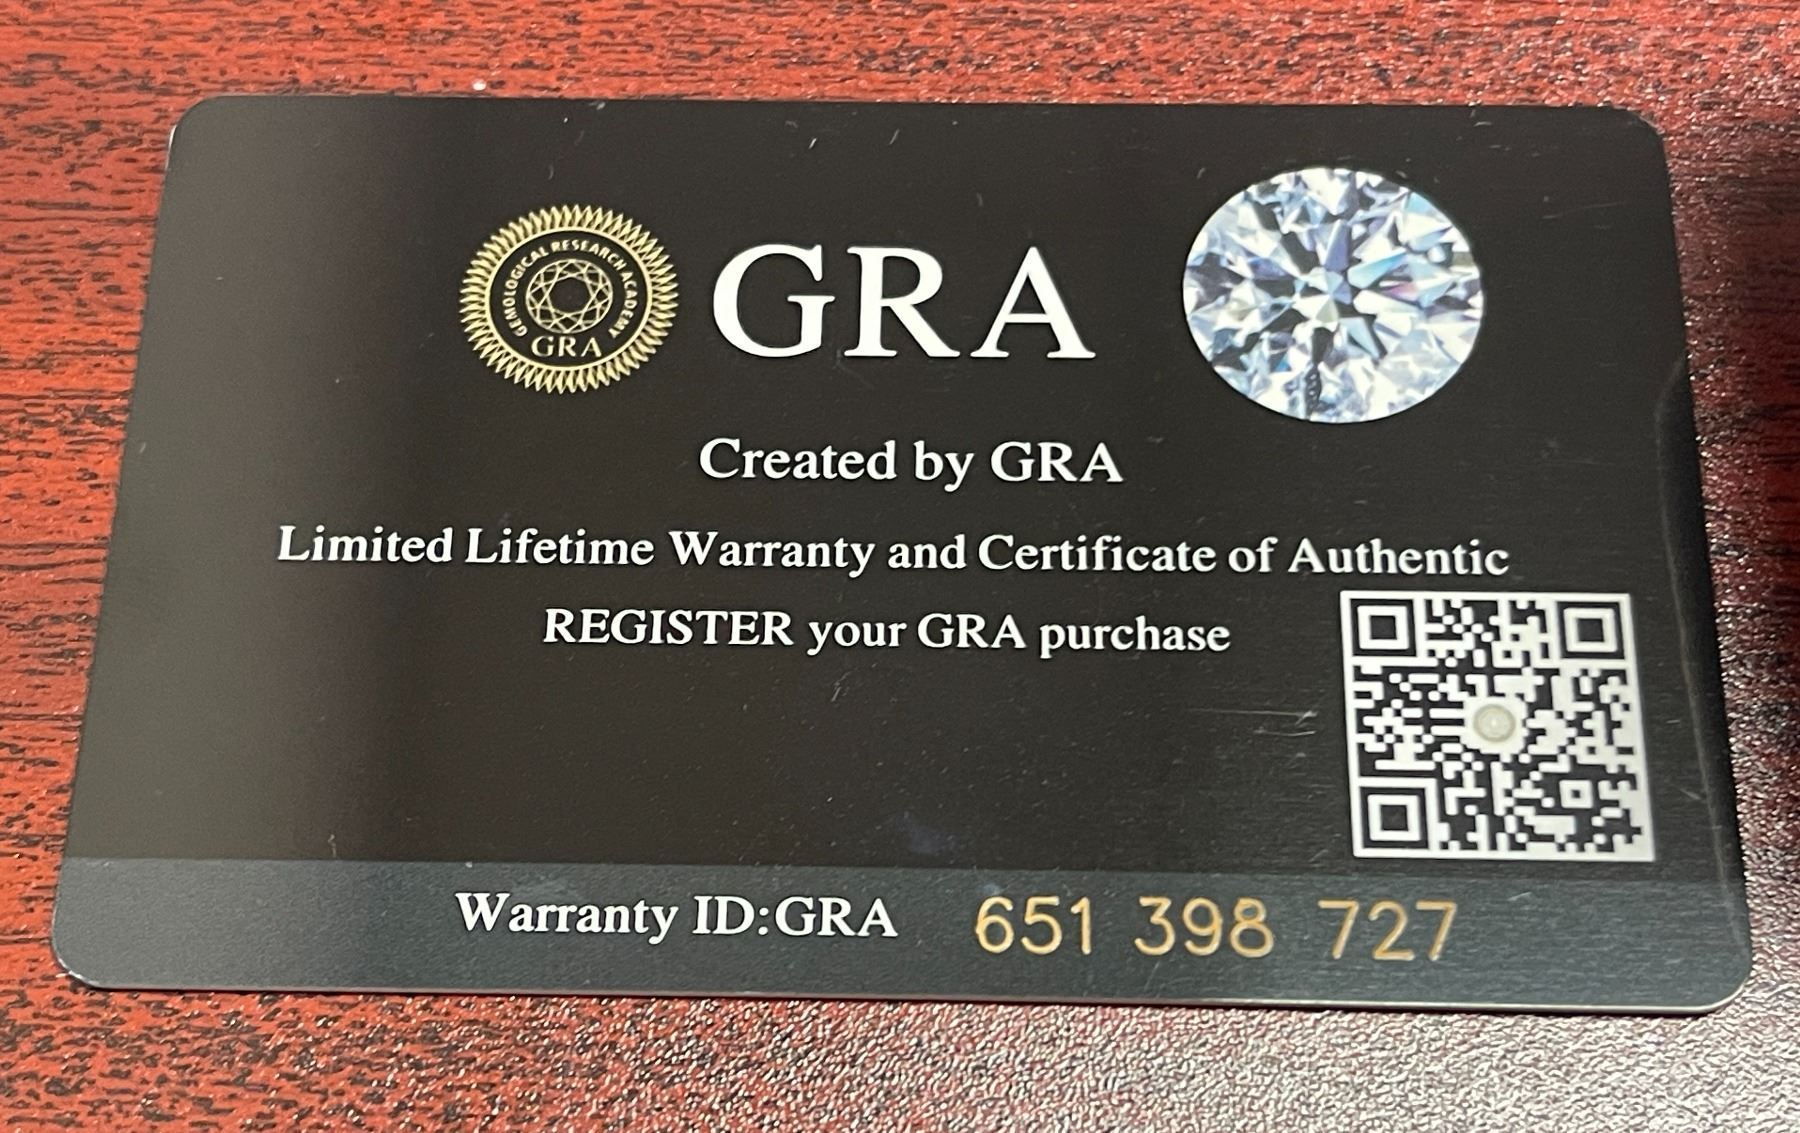 GEMOLOGICAL RESEARCH ACADEMY
GRA
GRA
Created by GRA
Limited Lifetime Warranty and Certificate of Authentic
REGISTER your GRA purchase
Warranty ID:GRA 651 398 727